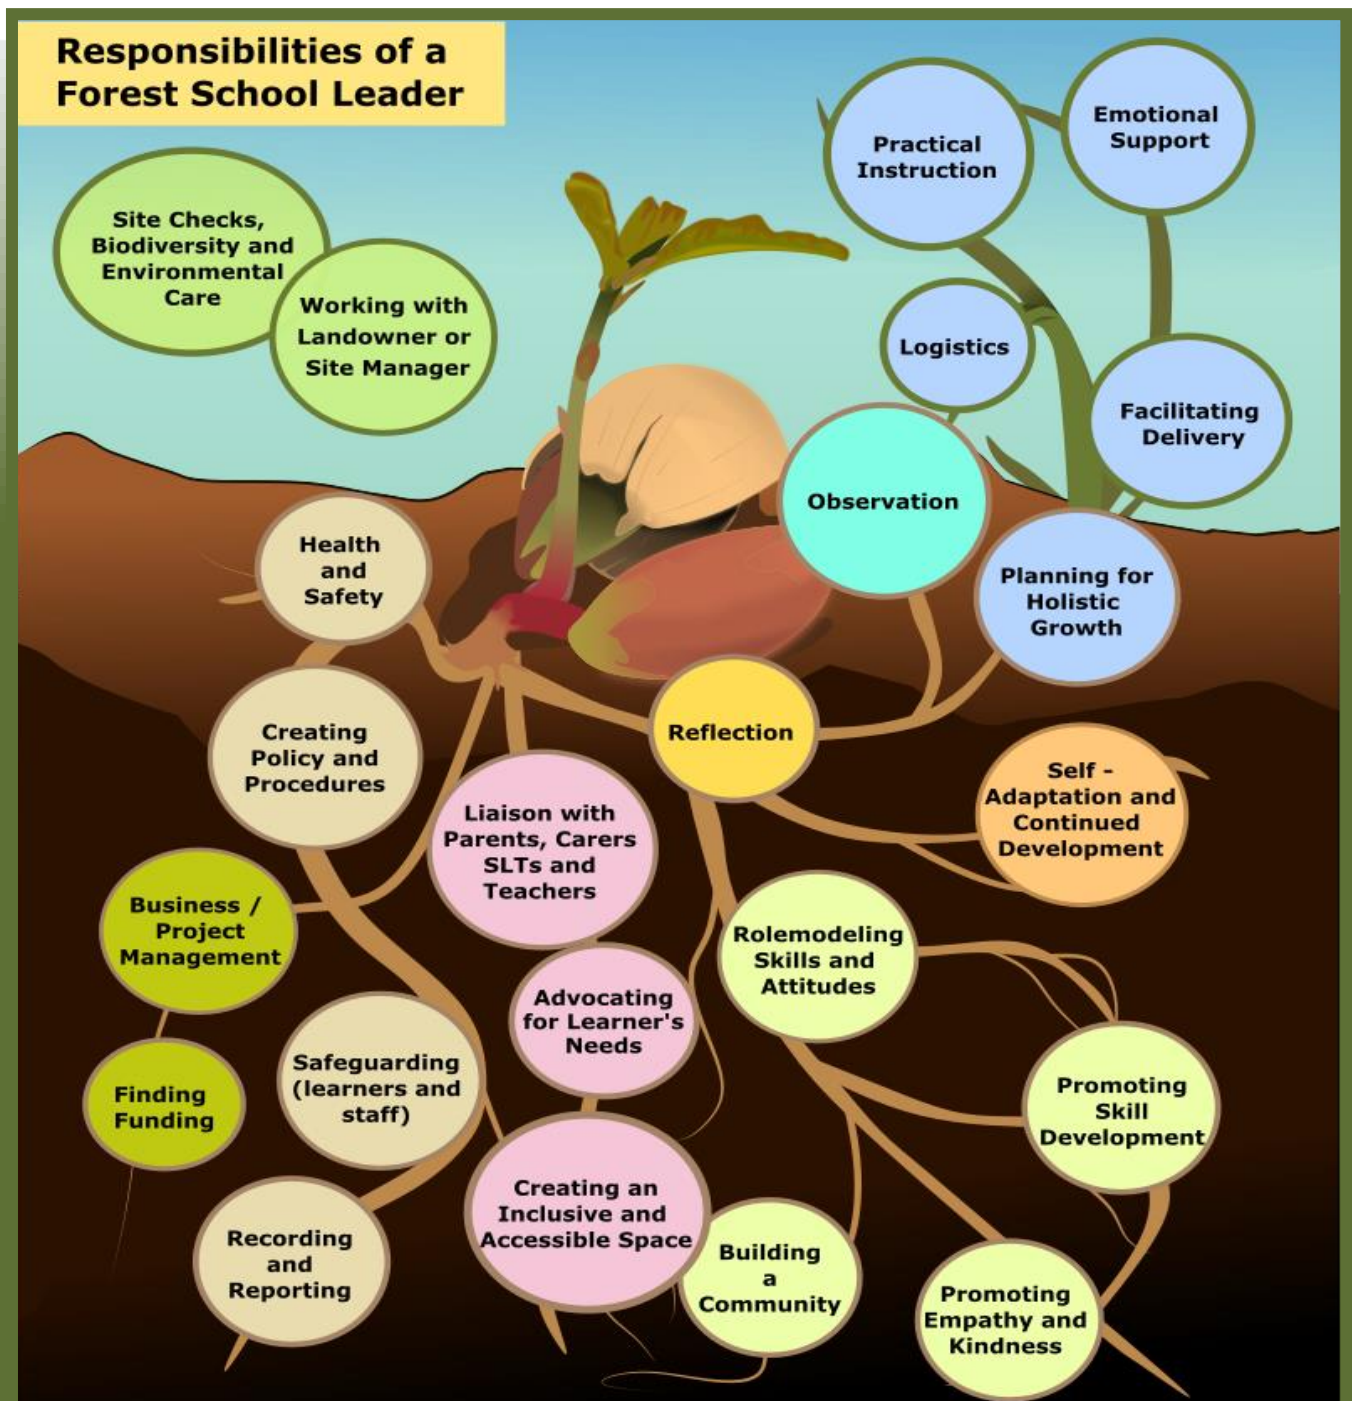 Responsibilities of a
Forest School Leader
Site Checks,
Biodiversity and
Environmental
Care
Working with
Landowner or
Site Manager
Practical
Instruction
Emotional
Support
Logistics
Facilitating
Delivery
Observation
Planning for
Holistic
Growth
Health
and
Safety
Creating
Policy and
Procedures
Reflection
Liaison with
Parents, Carers
SLTs and
Teachers
Self -
Adaptation and
Continued
Development
Business /
Project
Management
Rolemodeling
Skills and
Attitudes
Advocating
for Learner's
Needs
Safeguarding
(learners and
staff)
Finding
Funding
Promoting
Skill
Development
Creating an
Inclusive and
Accessible Space
Recording
and
Reporting
Building
a
Community
Promoting
Empathy and
Kindness